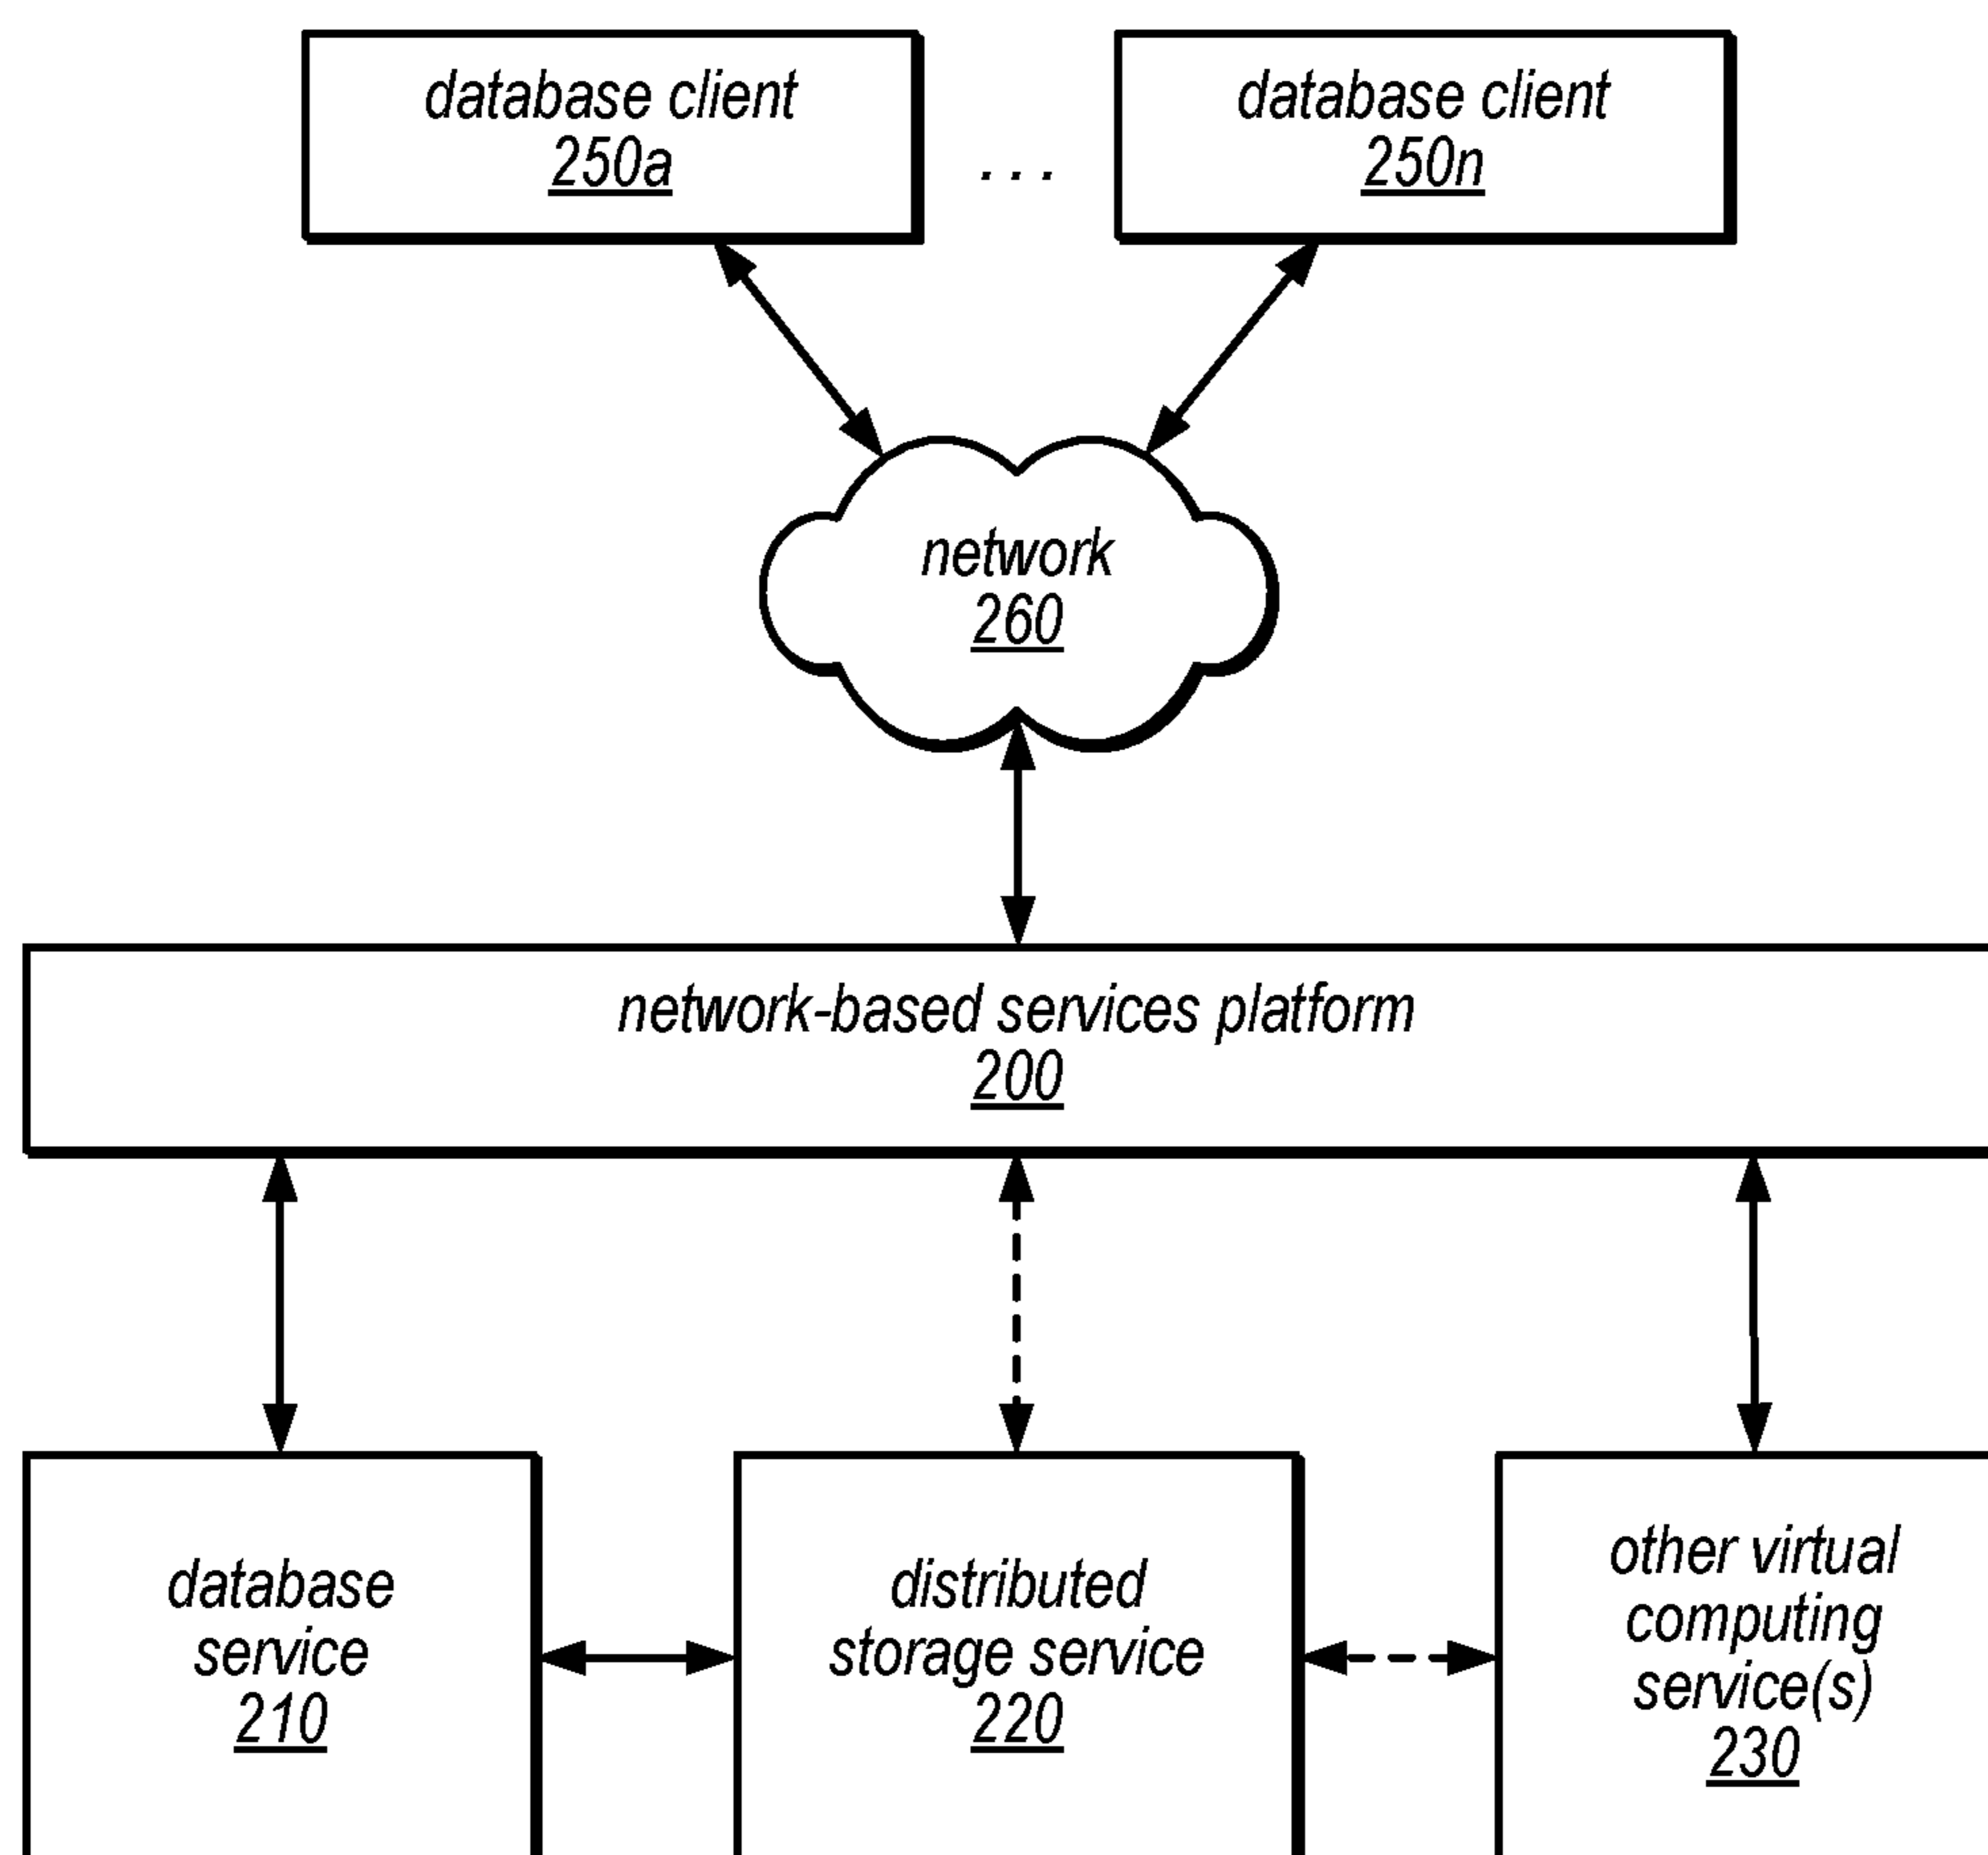 database client
250a
. . .
database client
250n
network
260
network-based services platform
200
database
service
210
distributed
storage service
220
other virtual
computing
service(s)
230